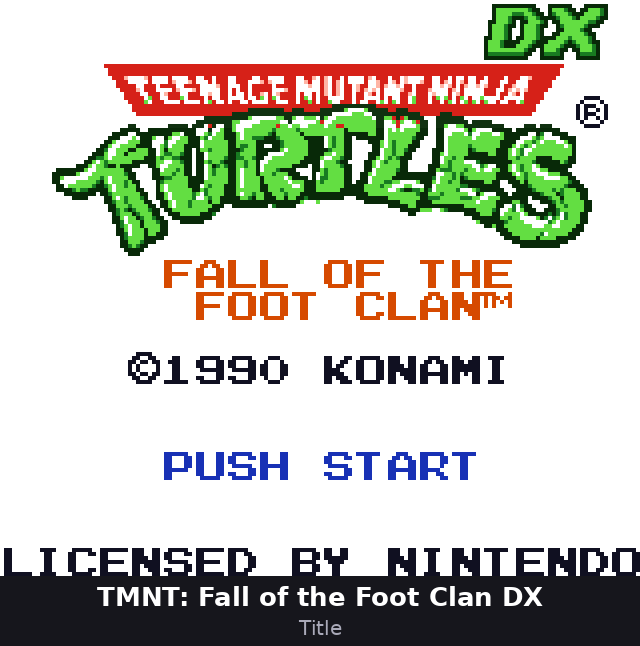 DX
TEENAGE MUTANT NINJA
®
TURTLES
FALL OF THE
FOOT CLAN™
©1990 KONAMI
PUSH START
LICENSED BY NINTENDO
TMNT: Fall of the Foot Clan DX
Title